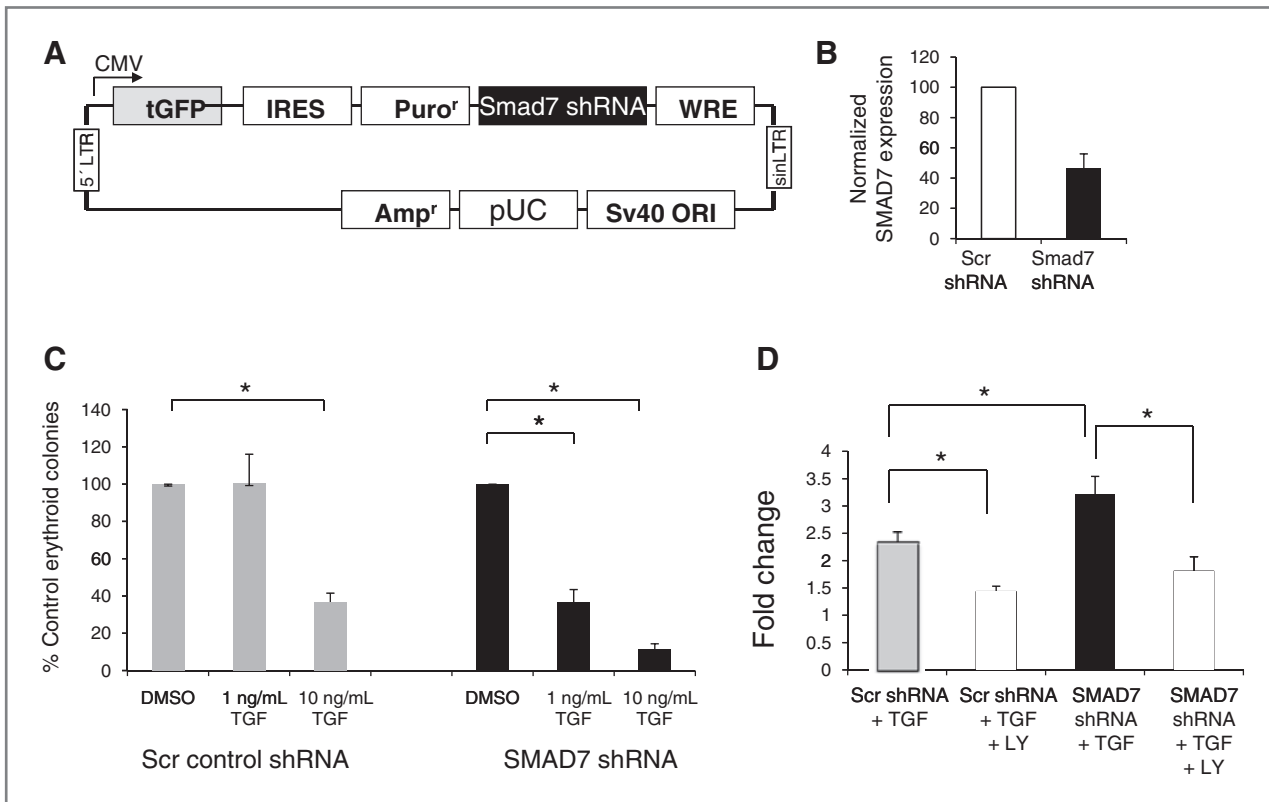 A
CMV
tGFP
IRES
Puroʳ
Smad7 shRNA
WRE
5´ LTR
sinLTR
Ampʳ
pUC
Sv40 ORI
B
Normalized
SMAD7 expression
120
100
80
60
40
20
0
Scr
shRNA
Smad7
shRNA
C
% Control erythroid colonies
140
120
100
80
60
40
20
0
*
*
*
DMSO
1 ng/mL
TGF
10 ng/mL
TGF
DMSO
1 ng/mL
TGF
10 ng/mL
TGF
Scr control shRNA
SMAD7 shRNA
D
Fold change
4
3.5
3
2.5
2
1.5
1
0.5
0
*
*
*
Scr shRNA
+ TGF
Scr shRNA
+ TGF
+ LY
SMAD7
shRNA
+ TGF
SMAD7
shRNA
+ TGF
+ LY